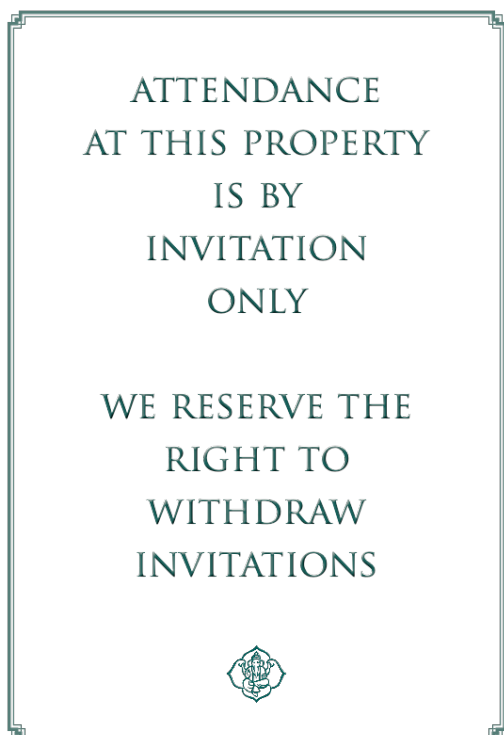 ATTENDANCE
AT THIS PROPERTY
IS BY
INVITATION
ONLY
WE RESERVE THE
RIGHT TO
WITHDRAW
INVITATIONS